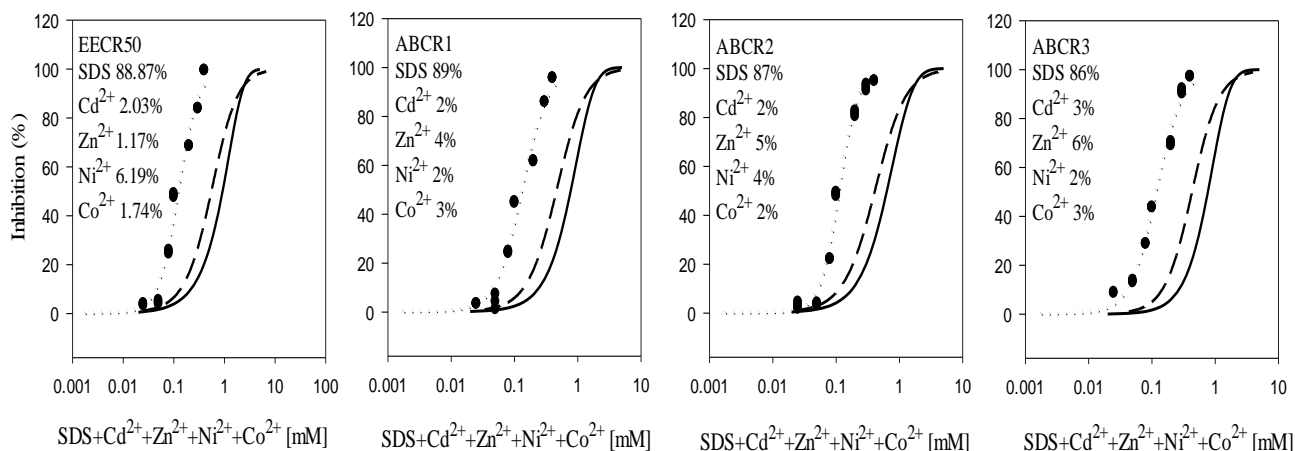 Inhibition (%)
120
100
80
60
40
20
0
EECR50
SDS 88.87%
Cd²⁺ 2.03%
Zn²⁺ 1.17%
Ni²⁺ 6.19%
Co²⁺ 1.74%
0.001 0.01 0.1 1 10 100
SDS+Cd²⁺+Zn²⁺+Ni²⁺+Co²⁺ [mM]
120
100
80
60
40
20
0
ABCR1
SDS 89%
Cd²⁺ 2%
Zn²⁺ 4%
Ni²⁺ 2%
Co²⁺ 3%
0.001 0.01 0.1 1 10
SDS+Cd²⁺+Zn²⁺+Ni²⁺+Co²⁺ [mM]
120
100
80
60
40
20
0
ABCR2
SDS 87%
Cd²⁺ 2%
Zn²⁺ 5%
Ni²⁺ 4%
Co²⁺ 2%
0.001 0.01 0.1 1 10
SDS+Cd²⁺+Zn²⁺+Ni²⁺+Co²⁺ [mM]
120
100
80
60
40
20
0
ABCR3
SDS 86%
Cd²⁺ 3%
Zn²⁺ 6%
Ni²⁺ 2%
Co²⁺ 3%
0.001 0.01 0.1 1 10
SDS+Cd²⁺+Zn²⁺+Ni²⁺+Co²⁺ [mM]